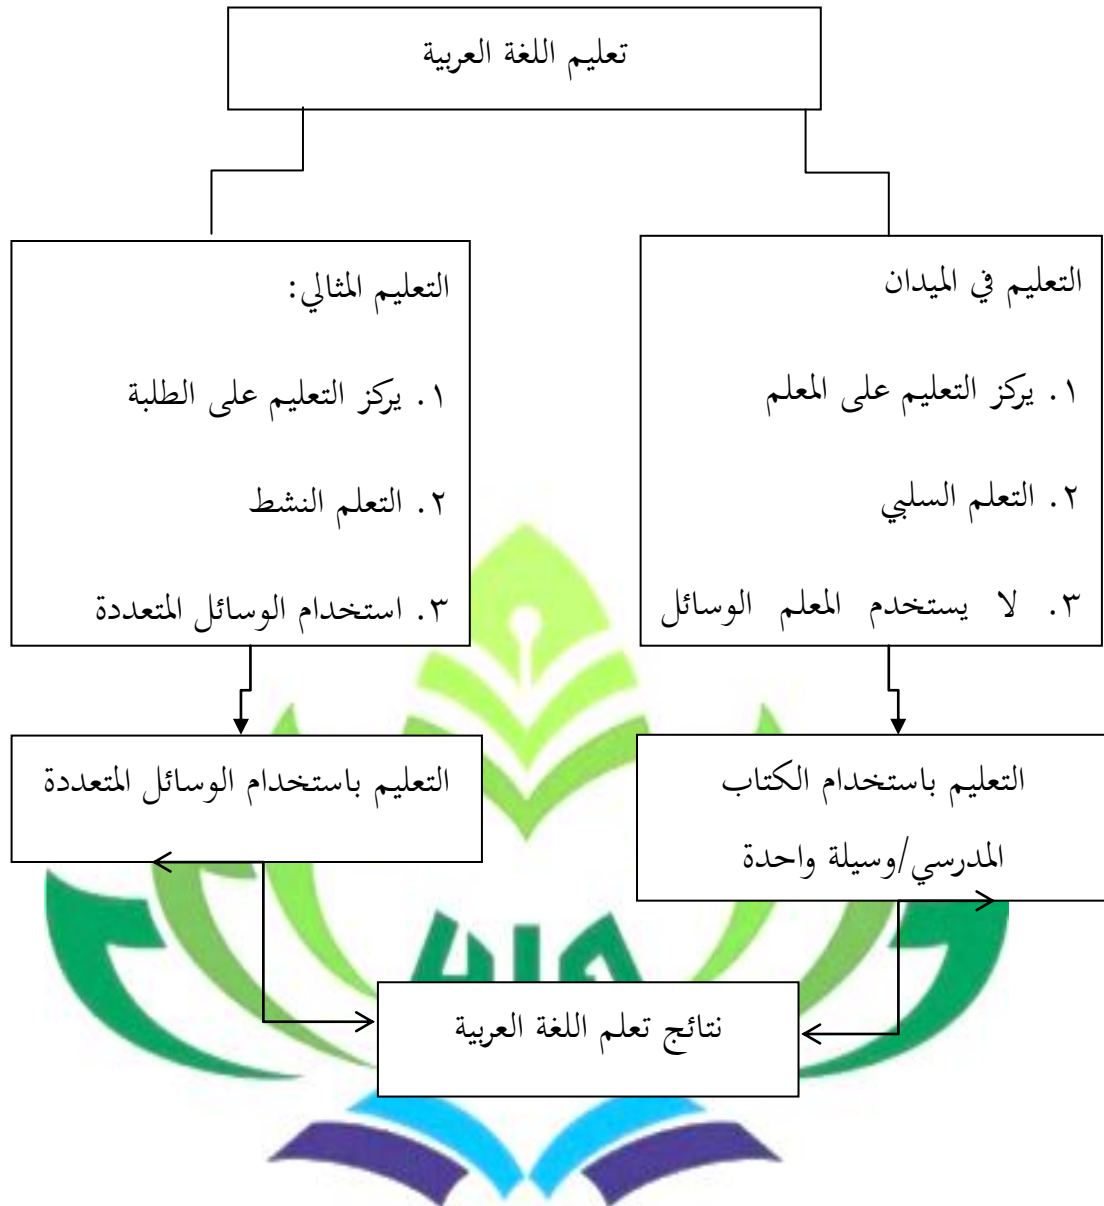 تعليم اللغة العربية
التعليم في الميدان
١. يركز التعليم على المعلم
٢. التعلم السلبي
٣. لا يستخدم المعلم الوسائل
التعليم المثالي:
١. يركز التعليم على الطلبة
٢. التعلم النشط
٣. استخدام الوسائل المتعددة
التعليم باستخدام الكتاب
المدرسي/وسيلة واحدة
التعليم باستخدام الوسائل المتعددة
نتائج تعلم اللغة العربية